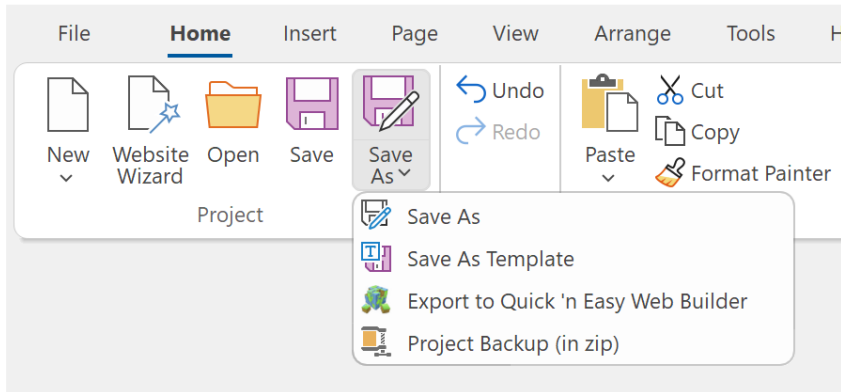 File Home Insert Page View Arrange Tools H
Undo Cut
Redo Copy
New Website Wizard Open Save Save As Paste Format Painter
Project
Save As
Save As Template
Export to Quick 'n Easy Web Builder
Project Backup (in zip)